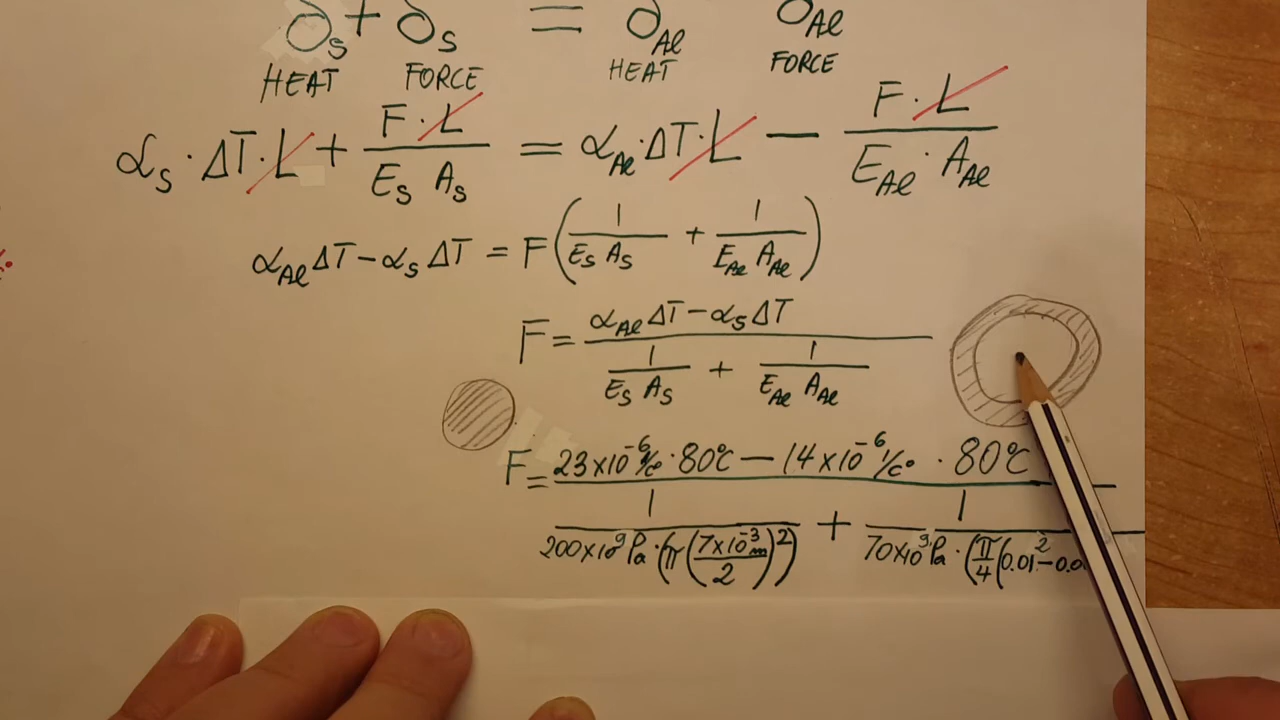 δs + δs = δAl δAl
HEAT FORCE HEAT FORCE
αs · ΔT · L + F · L / Es As = αAl · ΔT · L − F · L / EAl · AAl
αAl ΔT − αs ΔT = F ( 1 / Es As + 1 / EAl AAl )
F = αAl ΔT − αs ΔT / ( 1 / Es As + 1 / EAl AAl )
F = 23×10⁻⁶/c° · 80°C − 14×10⁻⁶/c° · 80°C
1 / 200×10⁹ Pa · (π (7×10⁻³m / 2)²) + 1 / 70×10⁹ Pa · (π/4 (0.01² − 0.0